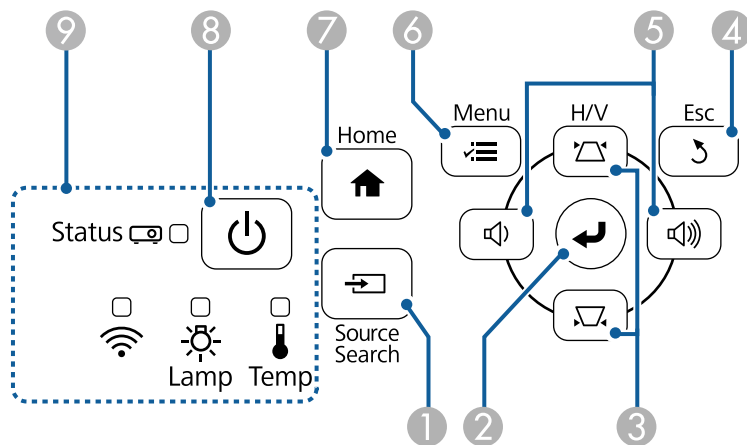 9
8
7
6
5
4
Menu
H/V
Esc
Home
Status
Source
Search
Lamp
Temp
1
2
3